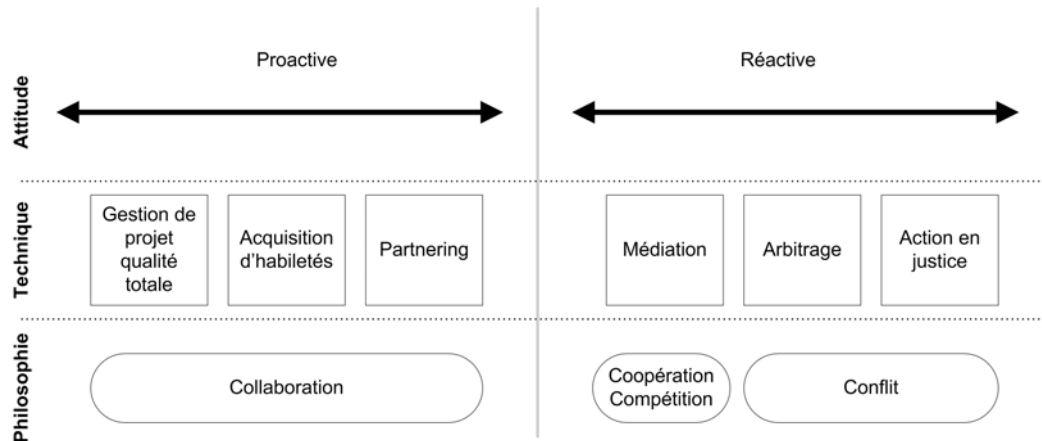 Attitude
Proactive
Réactive
Technique
Gestion de
projet
qualité
totale
Acquisition
d'habiletés
Partnering
Médiation
Arbitrage
Action en
justice
Philosophie
Collaboration
Coopération
Compétition
Conflit